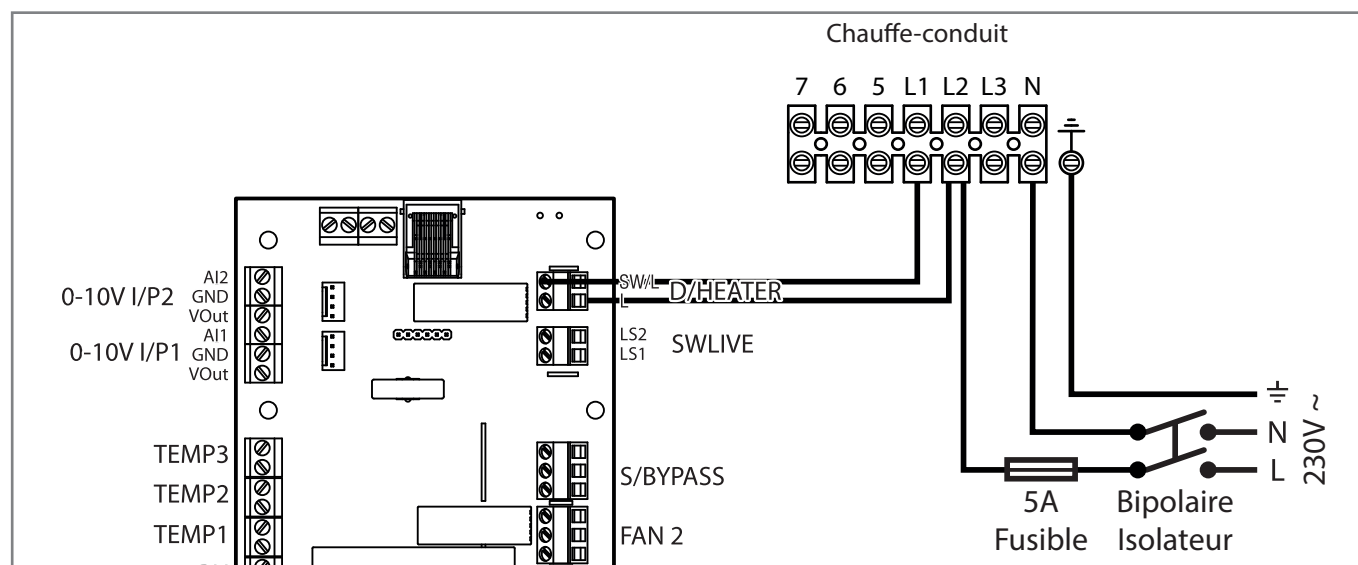 Chauffe-conduit
7 6 5 L1 L2 L3 N
AI2
0-10V I/P2 GND
VOut
AI1
0-10V I/P1 GND
VOut
SW/L
L
D/HEATER
LS2
LS1
SWLIVE
TEMP3
TEMP2
TEMP1
S/BYPASS
FAN 2
N
L
230V ~
5A
Fusible
Bipolaire
Isolateur